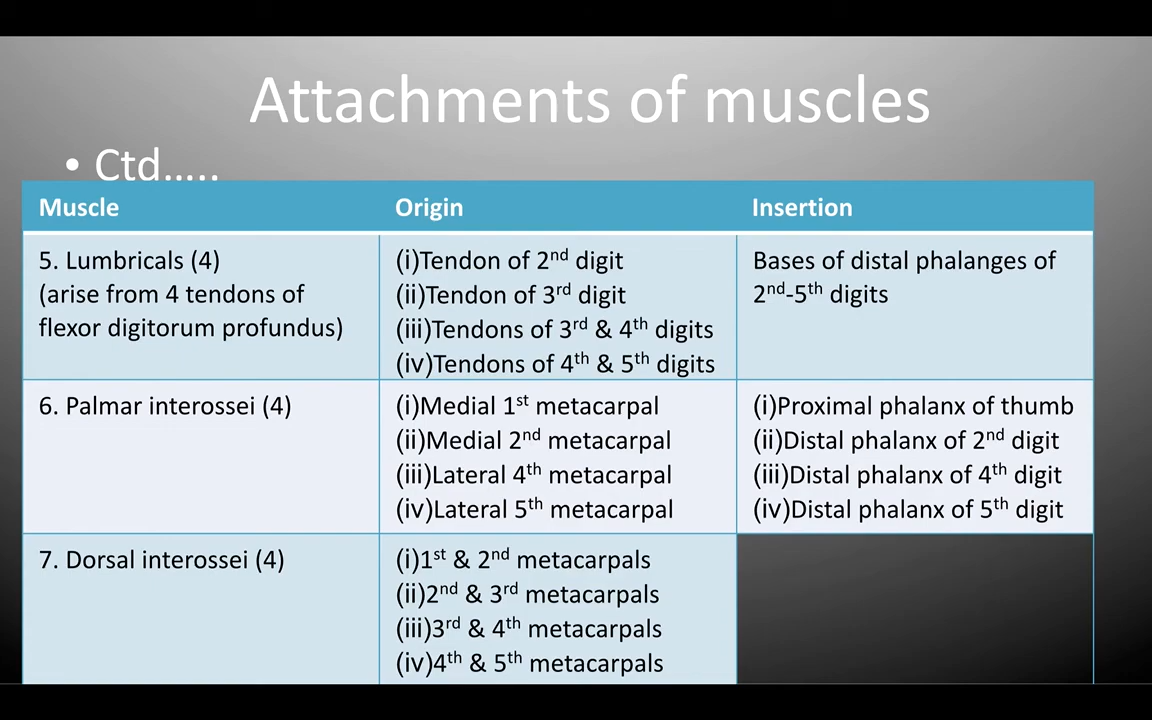 Attachments of muscles
• Ctd…..
Muscle Origin Insertion
5. Lumbricals (4)
(arise from 4 tendons of
flexor digitorum profundus)
(i)Tendon of 2nd digit
(ii)Tendon of 3rd digit
(iii)Tendons of 3rd & 4th digits
(iv)Tendons of 4th & 5th digits
Bases of distal phalanges of
2nd-5th digits
6. Palmar interossei (4)
(i)Medial 1st metacarpal
(ii)Medial 2nd metacarpal
(iii)Lateral 4th metacarpal
(iv)Lateral 5th metacarpal
(i)Proximal phalanx of thumb
(ii)Distal phalanx of 2nd digit
(iii)Distal phalanx of 4th digit
(iv)Distal phalanx of 5th digit
7. Dorsal interossei (4)
(i)1st & 2nd metacarpals
(ii)2nd & 3rd metacarpals
(iii)3rd & 4th metacarpals
(iv)4th & 5th metacarpals